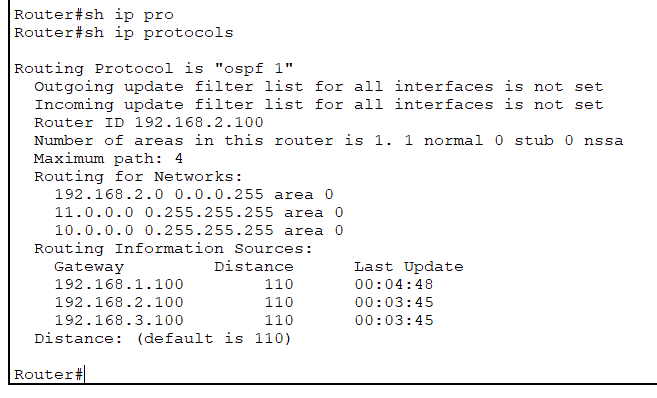 Router#sh ip pro
Router#sh ip protocols
Routing Protocol is "ospf 1"
Outgoing update filter list for all interfaces is not set
Incoming update filter list for all interfaces is not set
Router ID 192.168.2.100
Number of areas in this router is 1. 1 normal 0 stub 0 nssa
Maximum path: 4
Routing for Networks:
192.168.2.0 0.0.0.255 area 0
11.0.0.0 0.255.255.255 area 0
10.0.0.0 0.255.255.255 area 0
Routing Information Sources:
Gateway Distance Last Update
192.168.1.100 110 00:04:48
192.168.2.100 110 00:03:45
192.168.3.100 110 00:03:45
Distance: (default is 110)
Router#